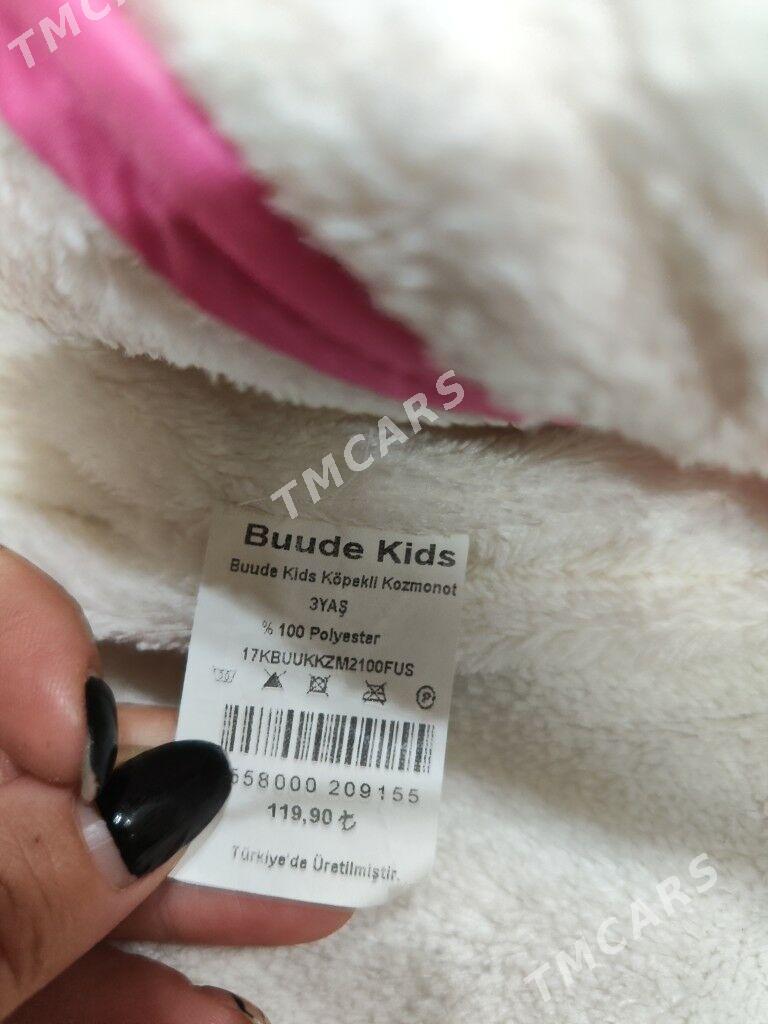 TMCARS
TMCARS
Buude Kids
Buude Kids Köpekli Kozmonot
3YAŞ
% 100 Polyester
17KBUUKKZM2100FUS
558000 209155
119,90 ₺
Türkiye'de Üretilmiştir.
TMCARS